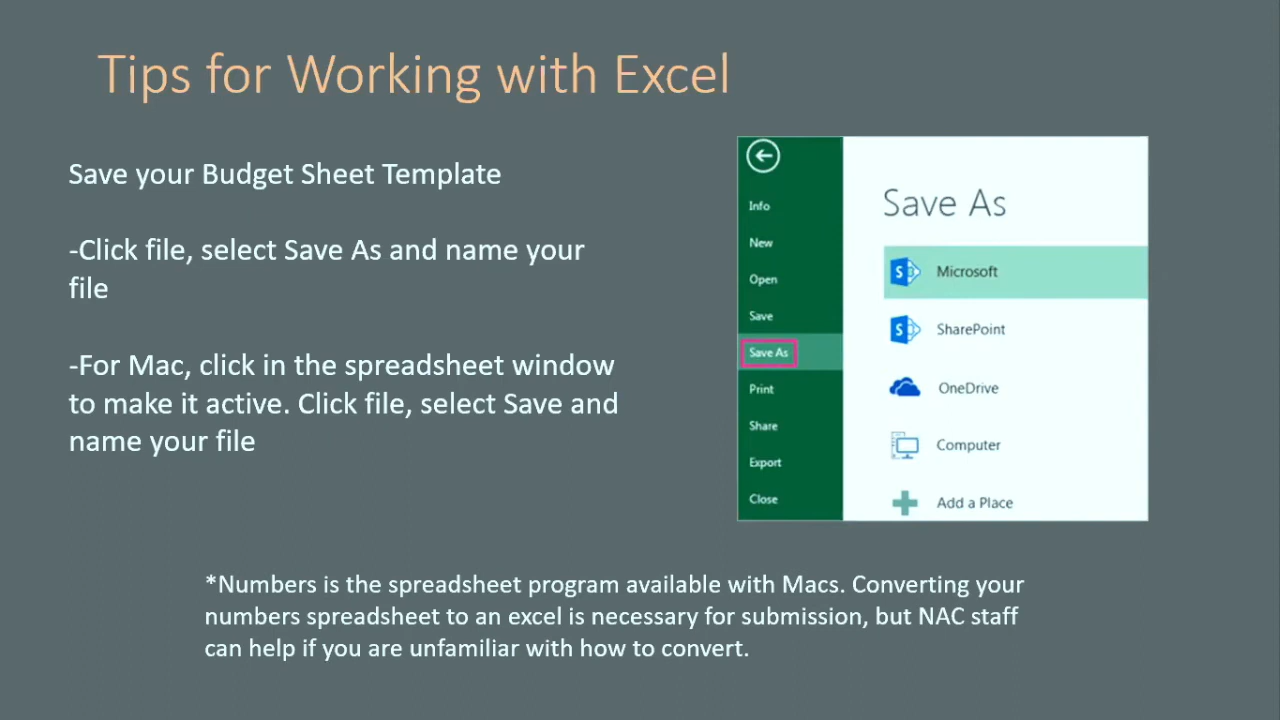 Tips for Working with Excel
Save your Budget Sheet Template
-Click file, select Save As and name your
file
-For Mac, click in the spreadsheet window
to make it active. Click file, select Save and
name your file
Info
New
Open
Save
Save As
Print
Share
Export
Close
Save As
Microsoft
SharePoint
OneDrive
Computer
Add a Place
*Numbers is the spreadsheet program available with Macs. Converting your
numbers spreadsheet to an excel is necessary for submission, but NAC staff
can help if you are unfamiliar with how to convert.